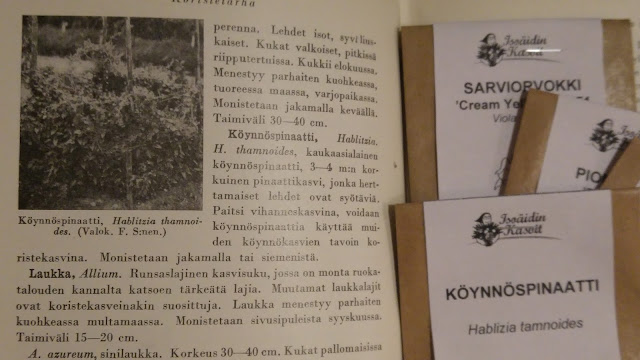 Koristetarha
perenna. Lehdet isot, syvälius-
kaiset. Kukat valkoiset, pitkissä
riipputertuissa. Kukkii elokuussa.
Menestyy parhaiten kuohkeassa,
tuoreessa maassa, varjopaikassa.
Monistetaan jakamalla keväällä.
Taimiväli 30—40 cm.
Köynnöspinaatti, Hablitzia.
H. thamnoides, kaukaasialainen
köynnöspinaatti, 3—4 m:n kor-
kuinen pinaattikasvi, jonka hert-
tamaiset lehdet ovat syötäviä.
Paitsi vihanneskasvina, voidaan
köynnöspinaattia käyttää mui-
den köynnöskasvien tavoin ko-
ristekasvina. Monistetaan jakamalla tai siemenistä.
Köynnöspinaatti, Hablitzia thamnoi-
des. (Valok. F. S:nen.)
Laukka, Allium. Runsaslajinen kasvisuku, jossa on monta ruoka-
talouden kannalta katsoen tärkeätä lajia. Muutamat laukkalajit
ovat koristekasveinakin suosittuja. Laukka menestyy parhaiten
kuohkeassa multamaassa. Monistetaan sivusipuleista syyskuussa.
Taimiväli 15—20 cm.
A. azureum, sinilaukka. Korkeus 30—40 cm. Kukat pallomaisissa
Isoäidin
Kasvit
SARVIORVOKKI
'Cream Ye
Viola
PIO
Isoäidin
Kasvit
KÖYNNÖSPINAATTI
Hablizia tamnoides